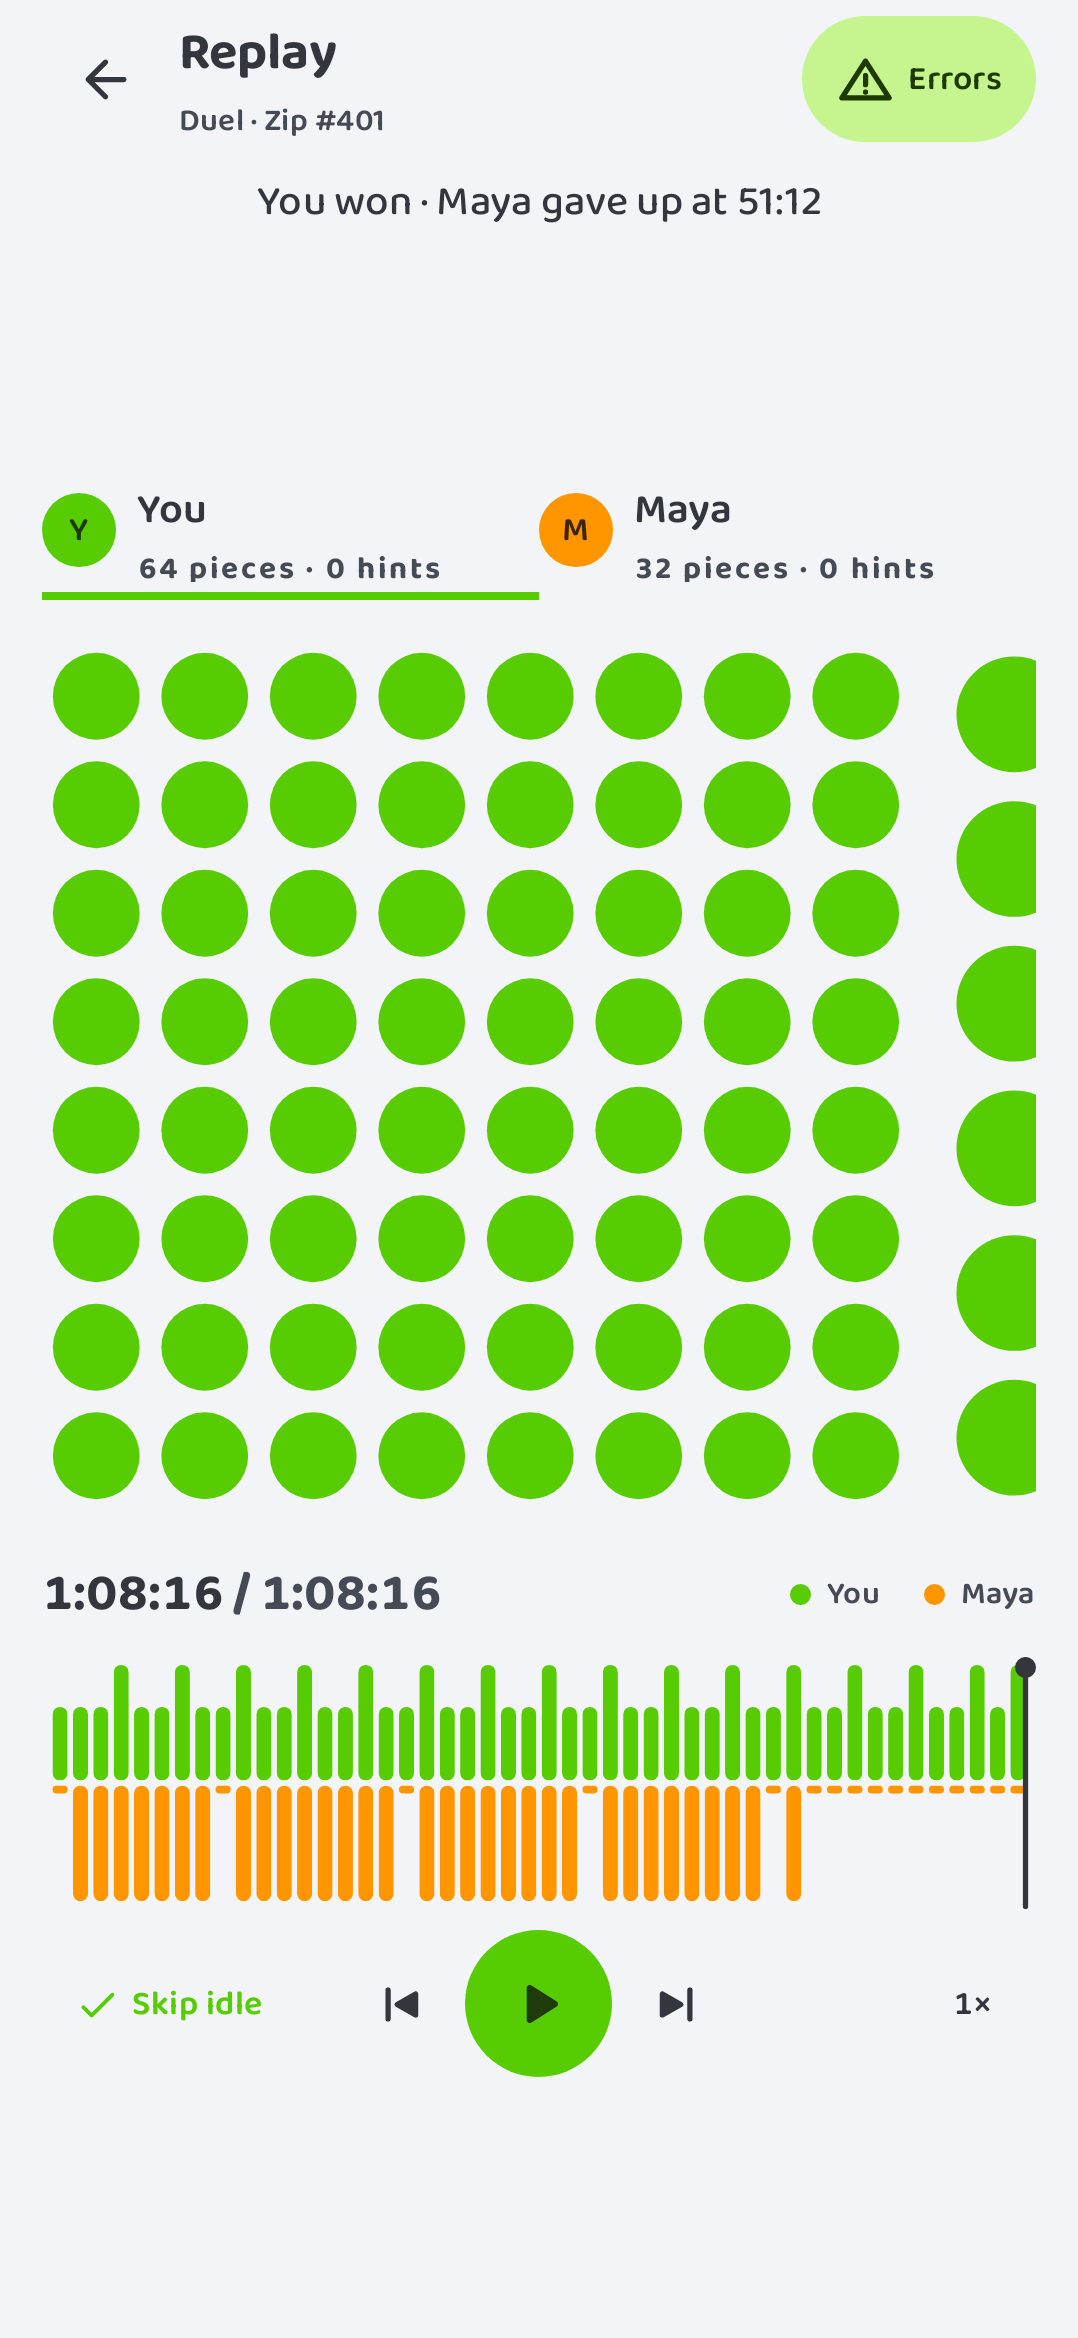 Replay
Duel · Zip #401
Errors
You won · Maya gave up at 51:12
Y
You
64 pieces · 0 hints
M
Maya
32 pieces · 0 hints
1:08:16 / 1:08:16
You
Maya
Skip idle
1×